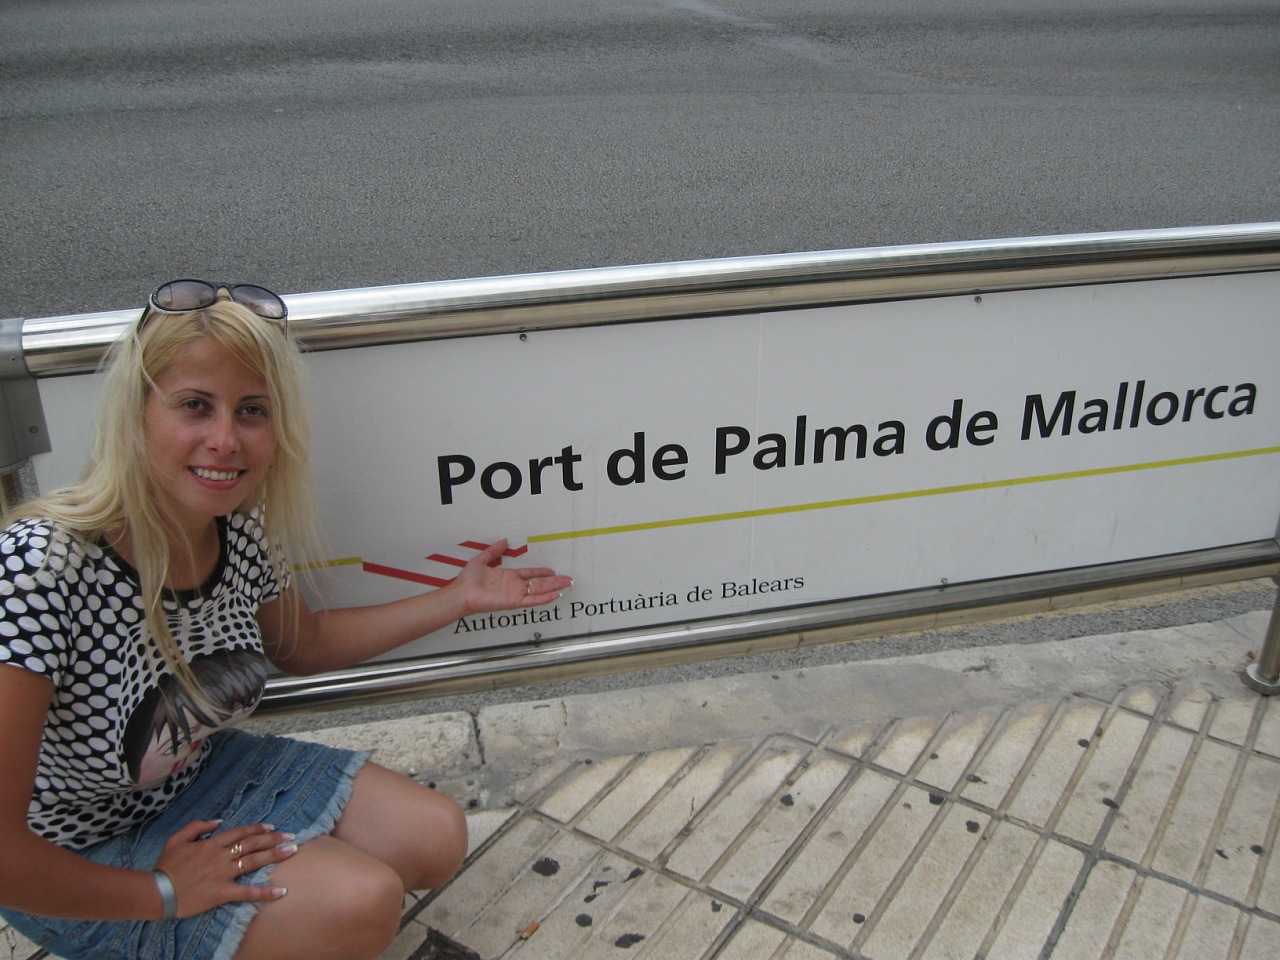 Port de Palma de Mallorca
Autoritat Portuària de Balears